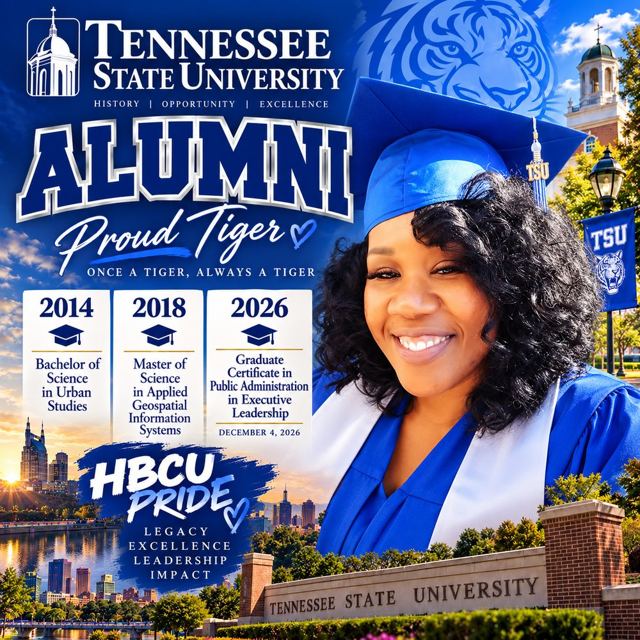 TENNESSEE
STATE UNIVERSITY
HISTORY | OPPORTUNITY | EXCELLENCE
ALUMNI
Proud Tiger
ONCE A TIGER, ALWAYS A TIGER
2014
Bachelor of
Science
in Urban
Studies
2018
Master of
Science
in Applied
Geospatial
Information
Systems
2026
Graduate
Certificate in
Public Administration
in Executive
Leadership
DECEMBER 4, 2026
HBCU
PRIDE
LEGACY
EXCELLENCE
LEADERSHIP
IMPACT
TSU
TSU
TENNESSEE STATE UNIVERSITY